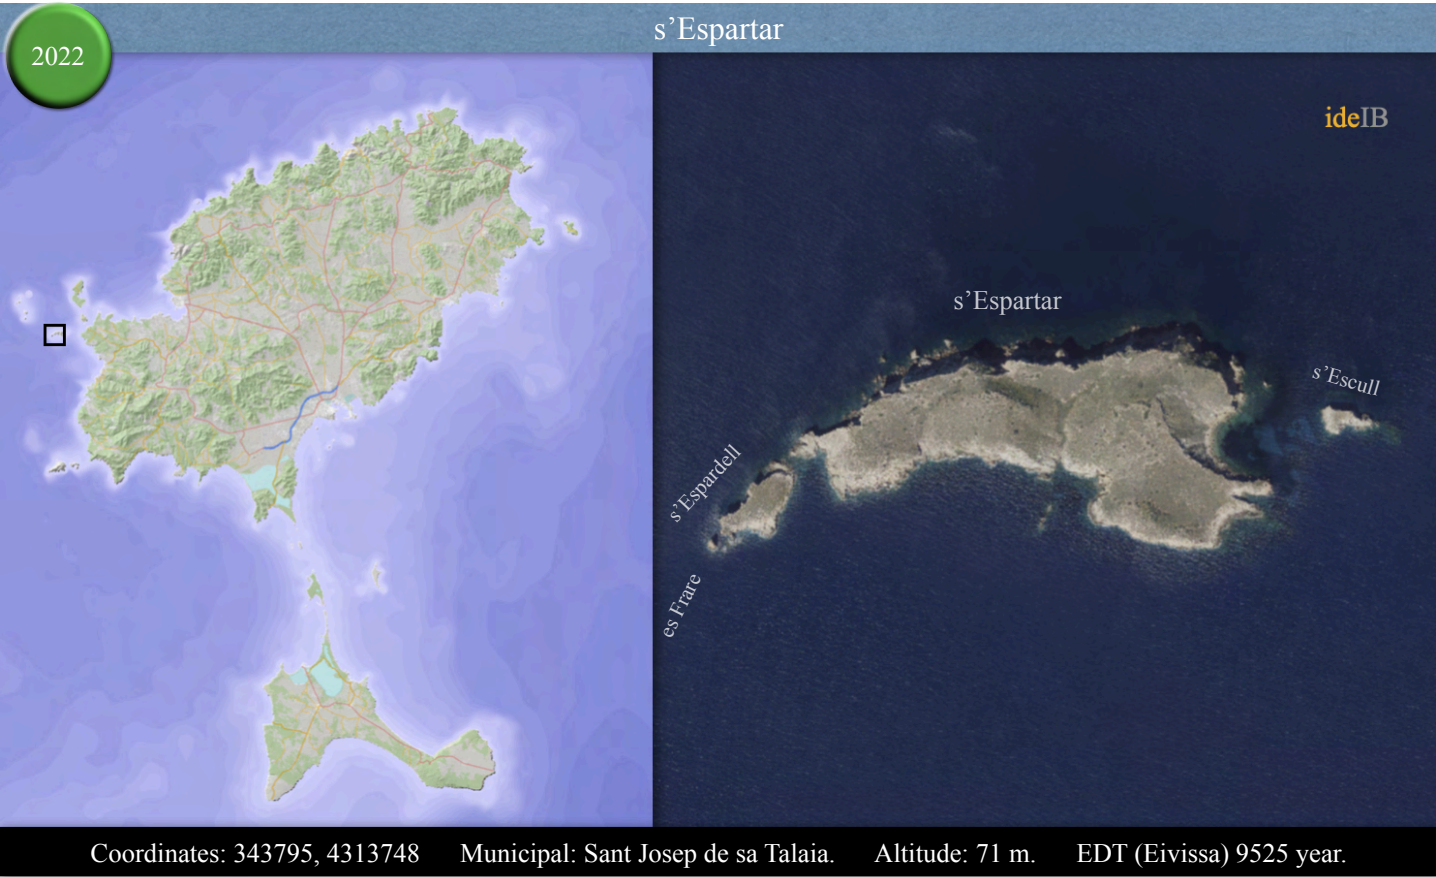 s’Espartar
2022
ideIB
s’Espartar
s’Escull
s’Espardell
es Frare
Coordinates: 343795, 4313748 Municipal: Sant Josep de sa Talaia. Altitude: 71 m. EDT (Eivissa) 9525 year.